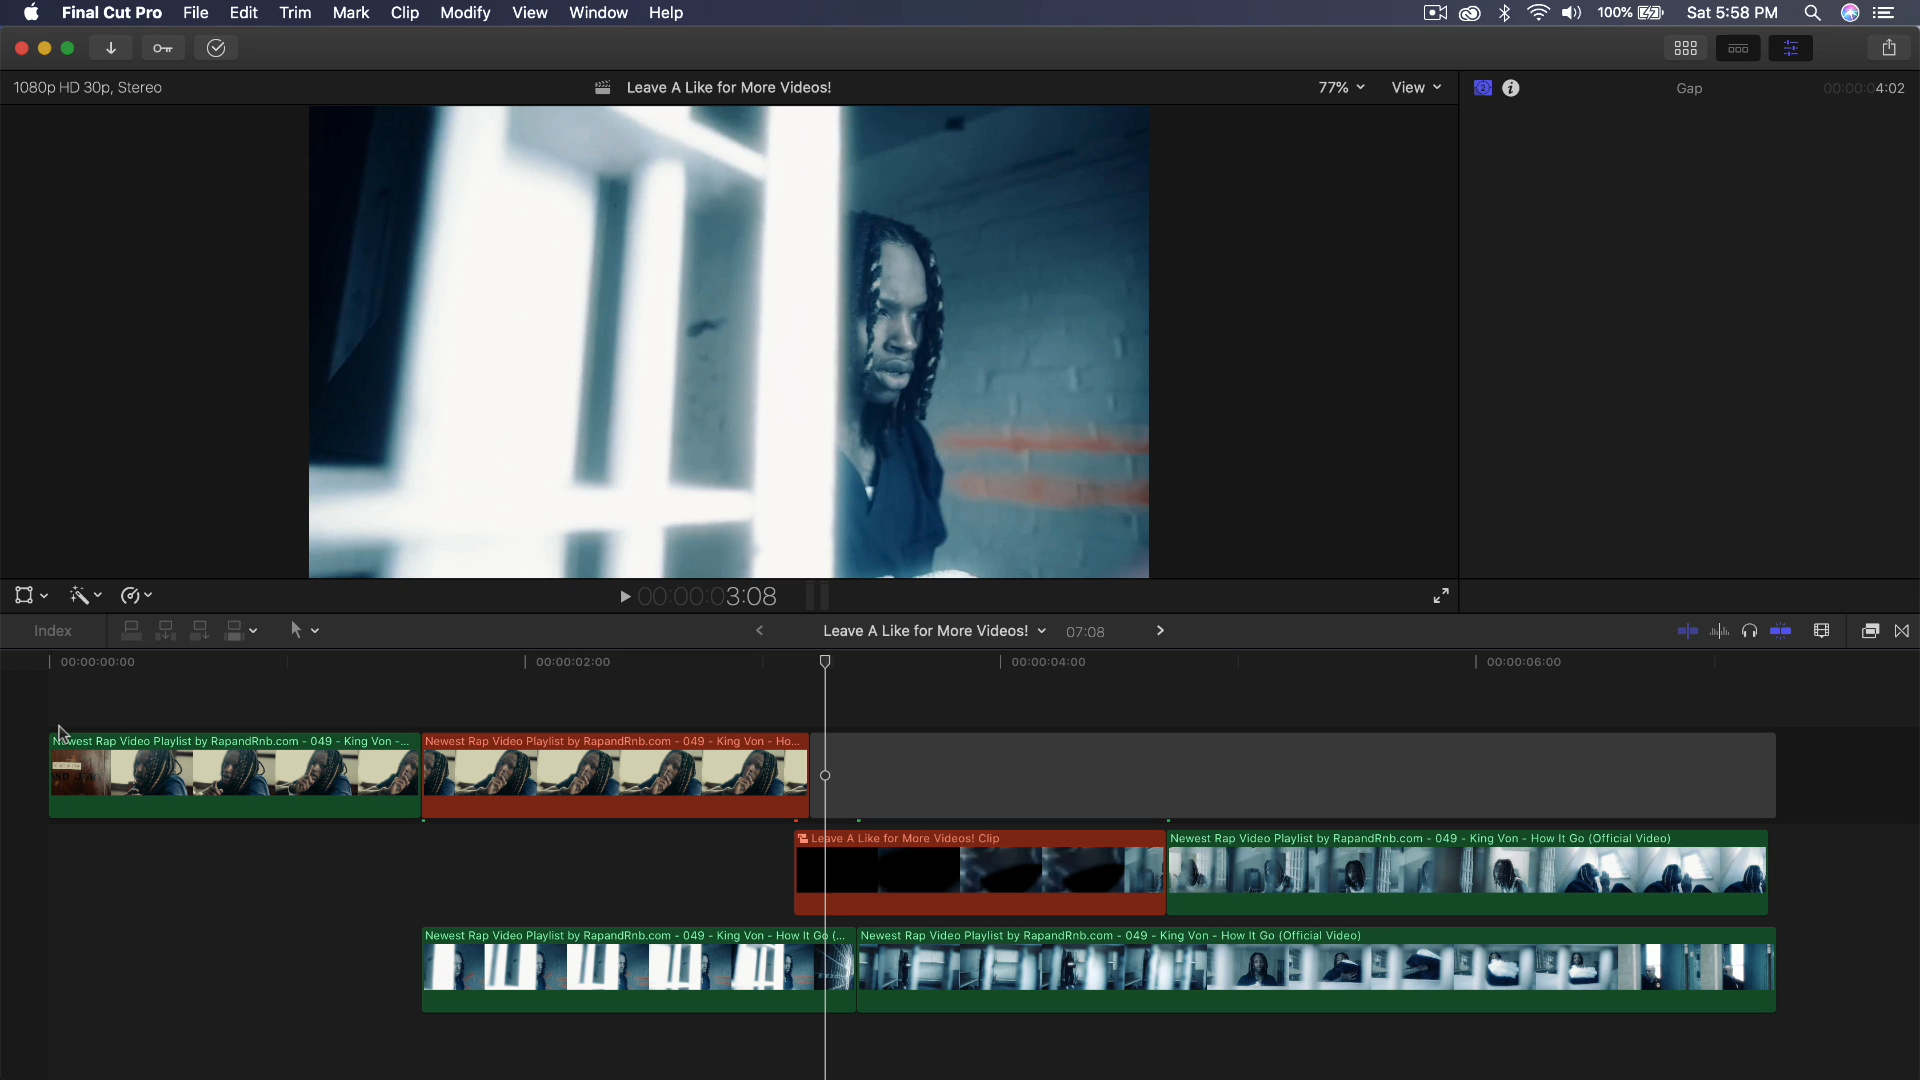 Final Cut Pro File Edit Trim Mark Clip Modify View Window Help 100% Sat 5:58 PM
1080p HD 30p, Stereo Leave A Like for More Videos! 77% View Gap 00:00:04:02
00:00:03:08
Index Leave A Like for More Videos! 07:08
00:00:00:00 00:00:02:00 00:00:04:00 00:00:06:00
Newest Rap Video Playlist by RapandRnb.com - 049 - King Von -... Newest Rap Video Playlist by RapandRnb.com - 049 - King Von - Ho...
Leave A Like for More Videos! Clip Newest Rap Video Playlist by RapandRnb.com - 049 - King Von - How It Go (Official Video)
Newest Rap Video Playlist by RapandRnb.com - 049 - King Von - How It Go (... Newest Rap Video Playlist by RapandRnb.com - 049 - King Von - How It Go (Official Video)